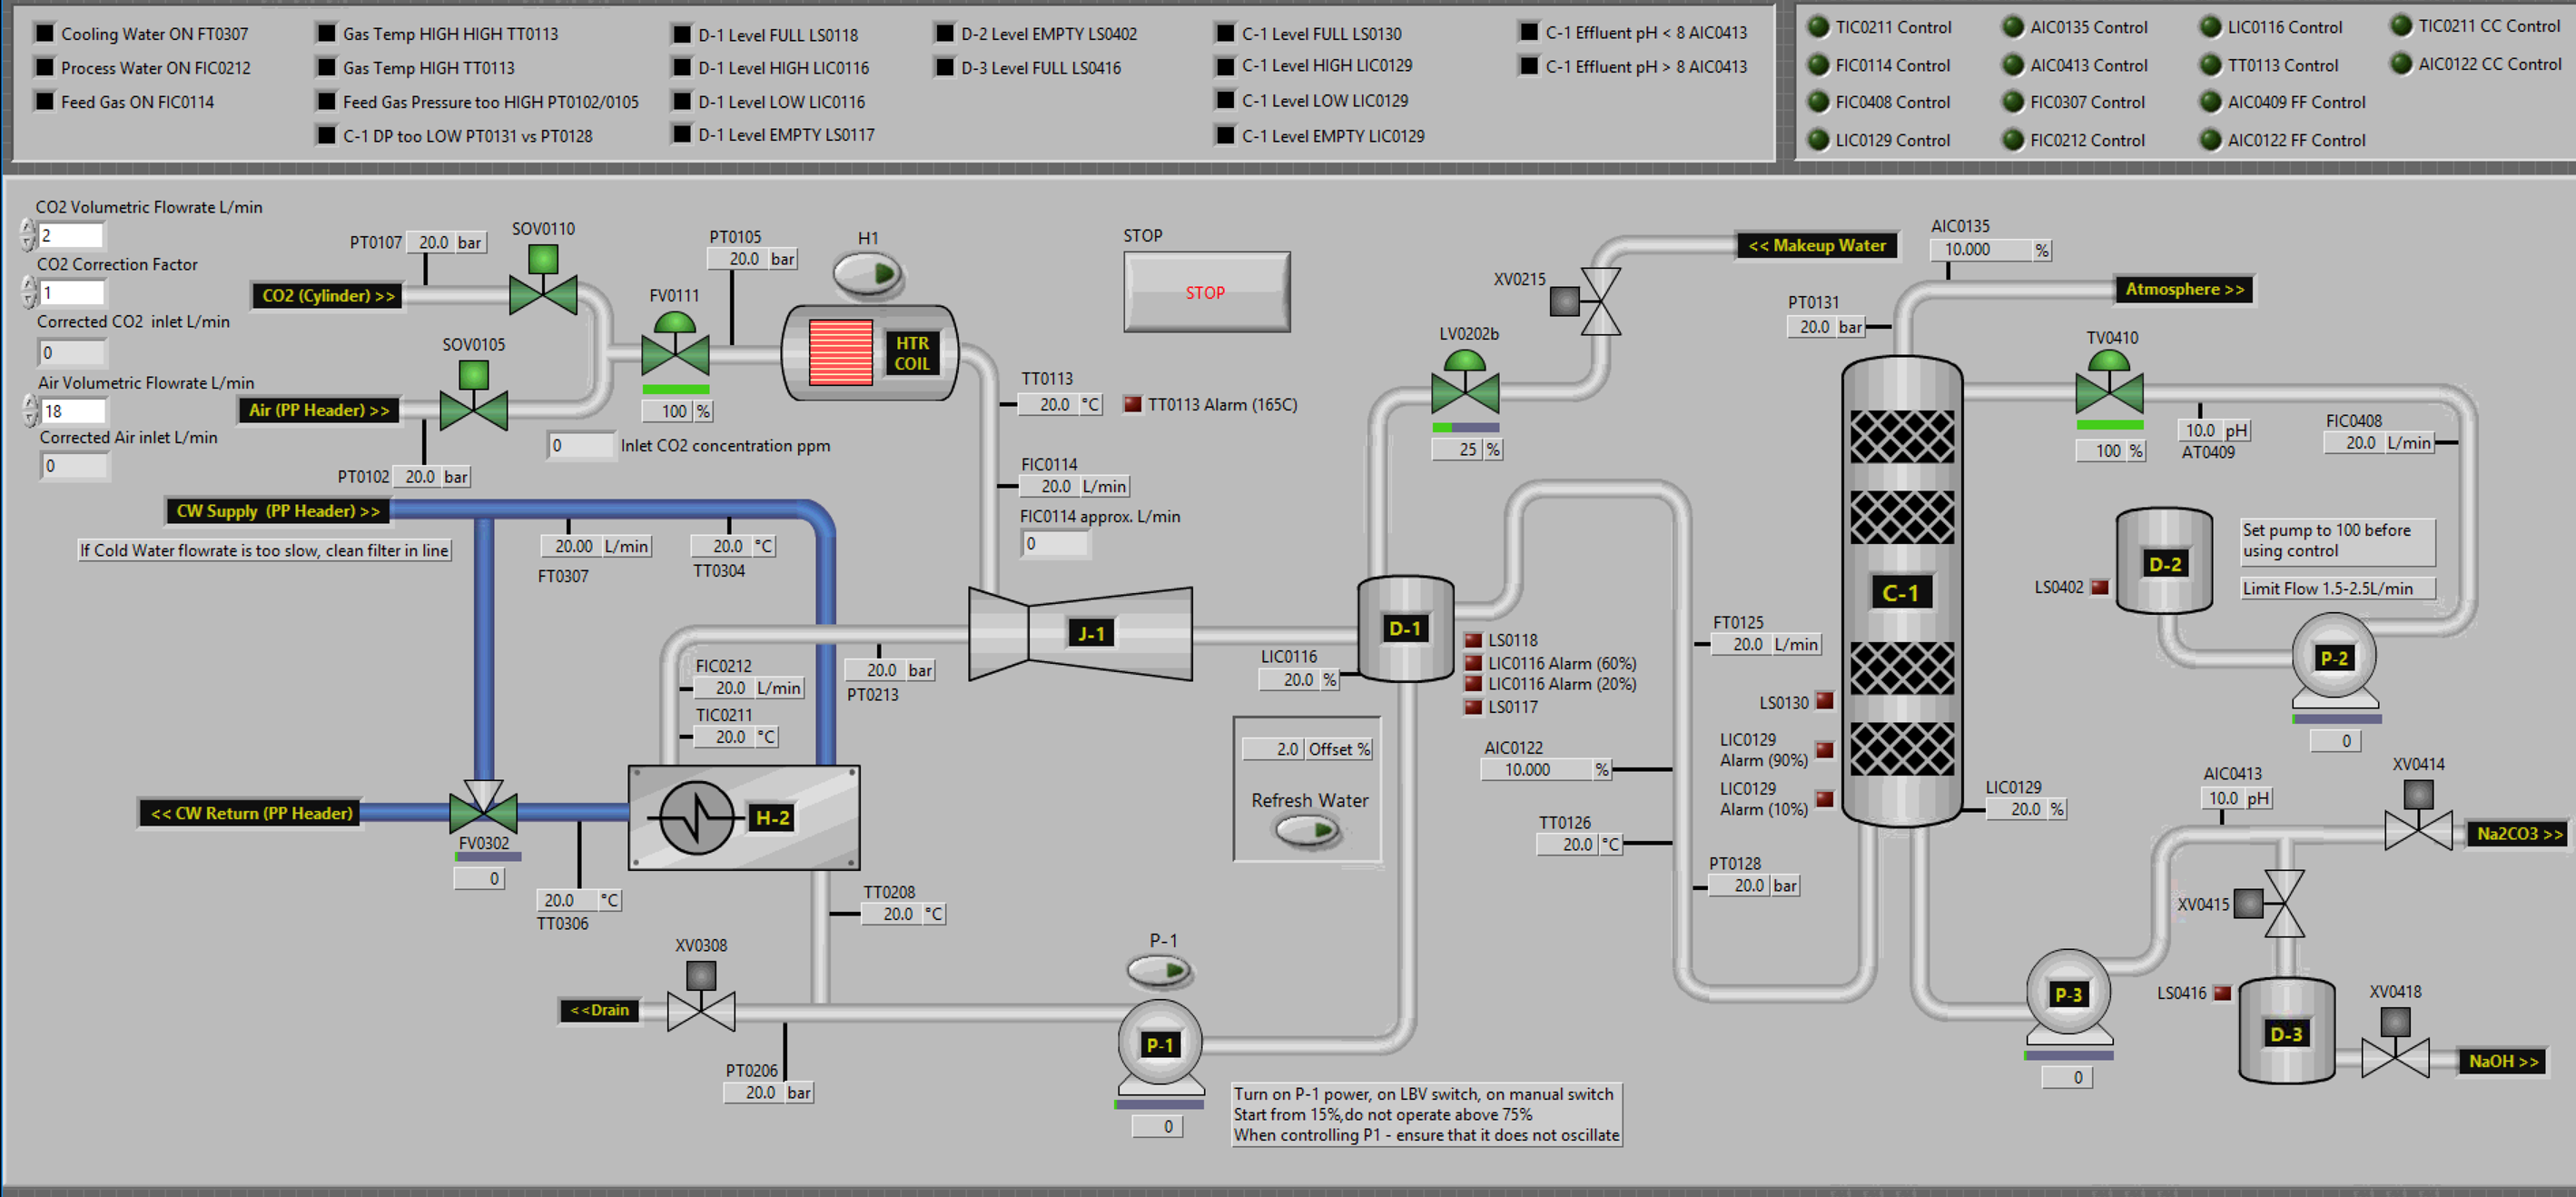 Cooling Water ON FT0307
Process Water ON FIC0212
Feed Gas ON FIC0114
Gas Temp HIGH HIGH TT0113
Gas Temp HIGH TT0113
Feed Gas Pressure too HIGH PT0102/0105
C-1 DP too LOW PT0131 vs PT0128
D-1 Level FULL LS0118
D-1 Level HIGH LIC0116
D-1 Level LOW LIC0116
D-1 Level EMPTY LS0117
D-2 Level EMPTY LS0402
D-3 Level FULL LS0416
C-1 Level FULL LS0130
C-1 Level HIGH LIC0129
C-1 Level LOW LIC0129
C-1 Level EMPTY LIC0129
C-1 Effluent pH < 8 AIC0413
C-1 Effluent pH > 8 AIC0413
TIC0211 Control
FIC0114 Control
FIC0408 Control
LIC0129 Control
AIC0135 Control
AIC0413 Control
FIC0307 Control
FIC0212 Control
LIC0116 Control
TT0113 Control
AIC0409 FF Control
AIC0122 FF Control
TIC0211 CC Control
AIC0122 CC Control
CO2 Volumetric Flowrate L/min
2
CO2 Correction Factor
1
Corrected CO2 inlet L/min
0
Air Volumetric Flowrate L/min
18
Corrected Air inlet L/min
0
PT0107 20.0 bar
SOV0110
CO2 (Cylinder) >>
SOV0105
Air (PP Header) >>
PT0102 20.0 bar
FV0111
100 %
0 Inlet CO2 concentration ppm
PT0105
20.0 bar
H1
HTR
COIL
STOP
STOP
TT0113
20.0 °C
TT0113 Alarm (165C)
FIC0114
20.0 L/min
FIC0114 approx. L/min
0
CW Supply (PP Header) >>
If Cold Water flowrate is too slow, clean filter in line
20.00 L/min
FT0307
20.0 °C
TT0304
J-1
FIC0212
20.0 L/min
TIC0211
20.0 °C
20.0 bar
PT0213
<< CW Return (PP Header)
FV0302
0
H-2
20.0 °C
TT0306
TT0208
20.0 °C
XV0308
<<Drain
PT0206
20.0 bar
P-1
P-1
0
Turn on P-1 power, on LBV switch, on manual switch
Start from 15%,do not operate above 75%
When controlling P1 - ensure that it does not oscillate
<< Makeup Water
XV0215
LV0202b
25 %
D-1
LIC0116
20.0 %
LS0118
LIC0116 Alarm (60%)
LIC0116 Alarm (20%)
LS0117
2.0 Offset %
Refresh Water
AIC0122
10.000 %
TT0126
20.0 °C
FT0125
20.0 L/min
PT0128
20.0 bar
AIC0135
10.000 %
Atmosphere >>
PT0131
20.0 bar
C-1
LS0130
LIC0129
Alarm (90%)
LIC0129
Alarm (10%)
LIC0129
20.0 %
TV0410
100 %
10.0 pH
AT0409
FIC0408
20.0 L/min
D-2
LS0402
Set pump to 100 before
using control
Limit Flow 1.5-2.5L/min
P-2
0
AIC0413
10.0 pH
XV0414
Na2CO3 >>
XV0415
P-3
0
LS0416
D-3
XV0418
NaOH >>